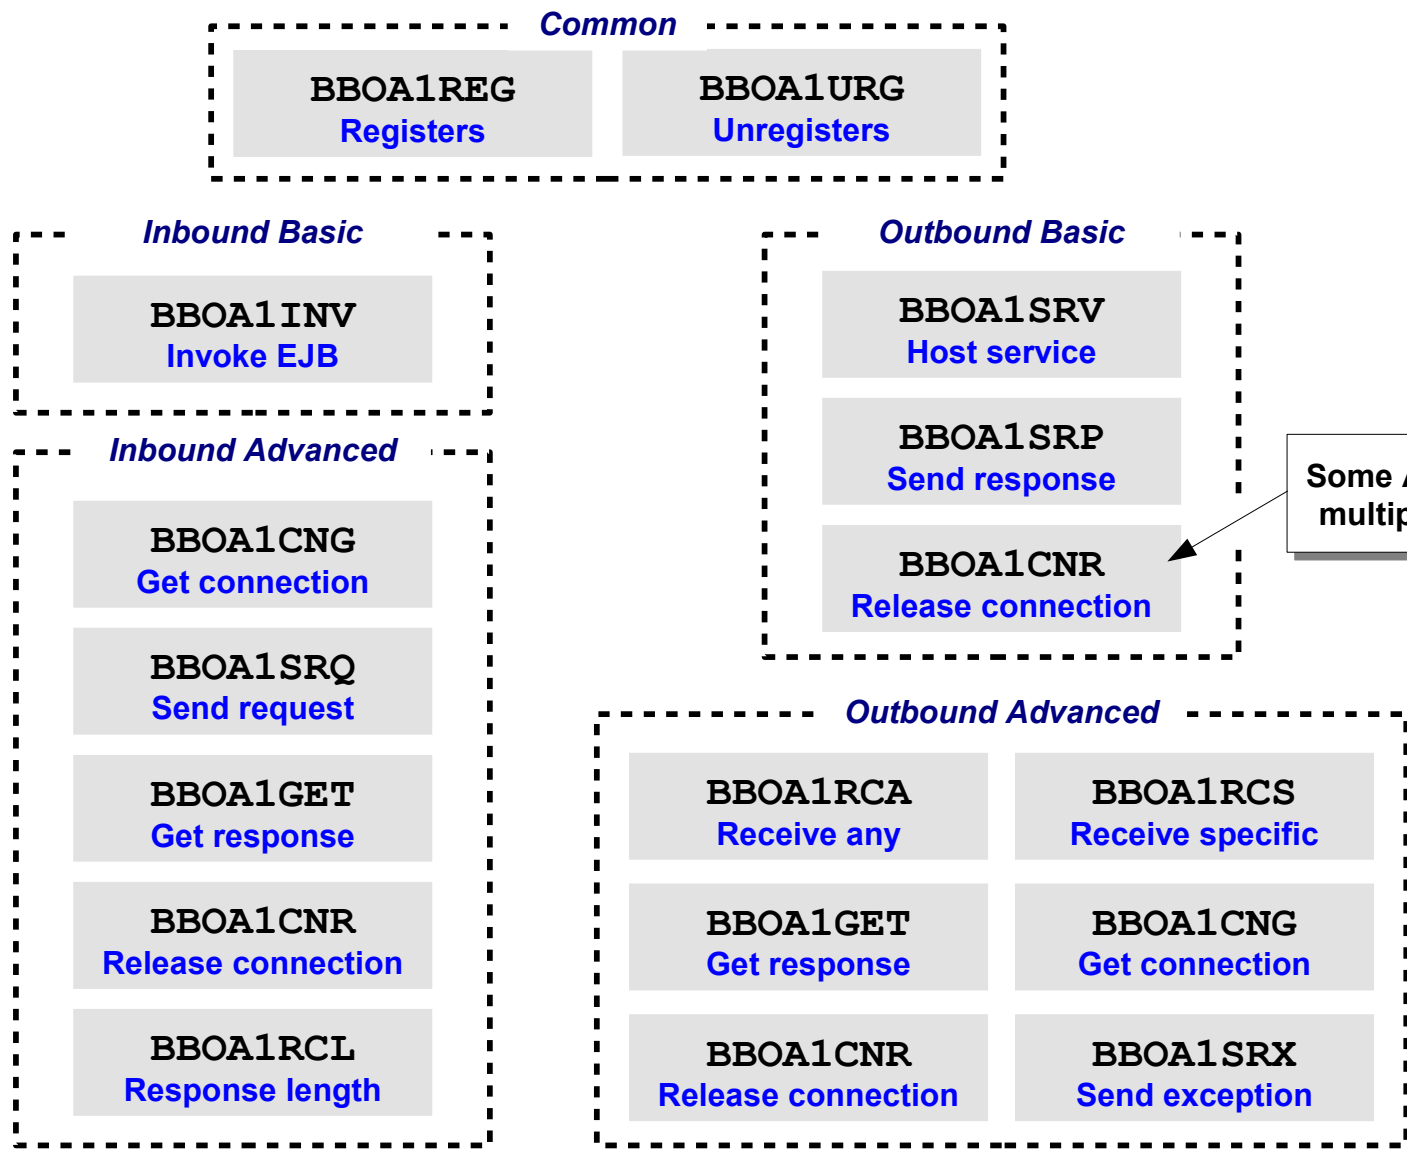 Common
BBOA1REG
Registers
BBOA1URG
Unregisters
Inbound Basic
BBOA1INV
Invoke EJB
Inbound Advanced
BBOA1CNG
Get connection
BBOA1SRQ
Send request
BBOA1GET
Get response
BBOA1CNR
Release connection
BBOA1RCL
Response length
Outbound Basic
BBOA1SRV
Host service
BBOA1SRP
Send response
BBOA1CNR
Release connection
Some
Outbound Advanced
BBOA1RCA
Receive any
BBOA1RCS
Receive specific
BBOA1GET
Get response
BBOA1CNG
Get connection
BBOA1CNR
Release connection
BBOA1SRX
Send exception